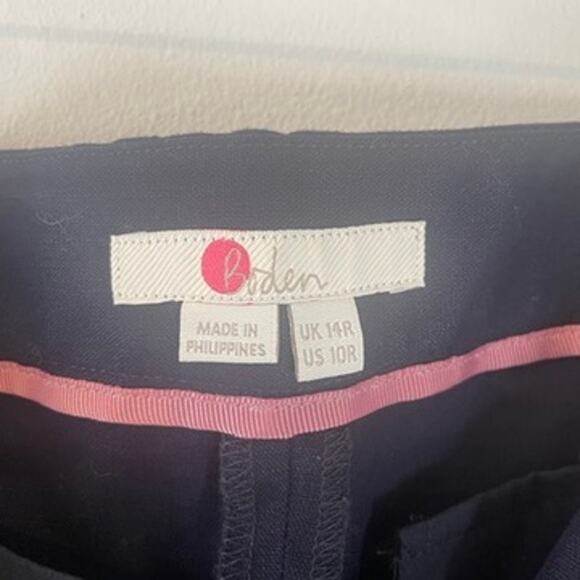 Boden
MADE IN
PHILIPPINES
UK 14R
US 10R